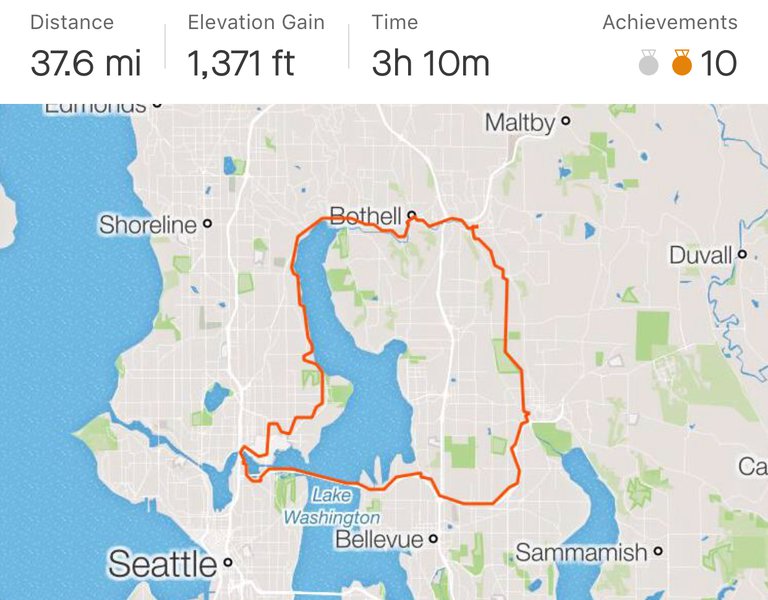 Distance
Elevation Gain
Time
Achievements
37.6 mi
1,371 ft
3h 10m
10
Edmonds
Maltby
Bothell
Shoreline
Duvall
Ca
Lake
Washington
Bellevue
Sammamish
Seattle